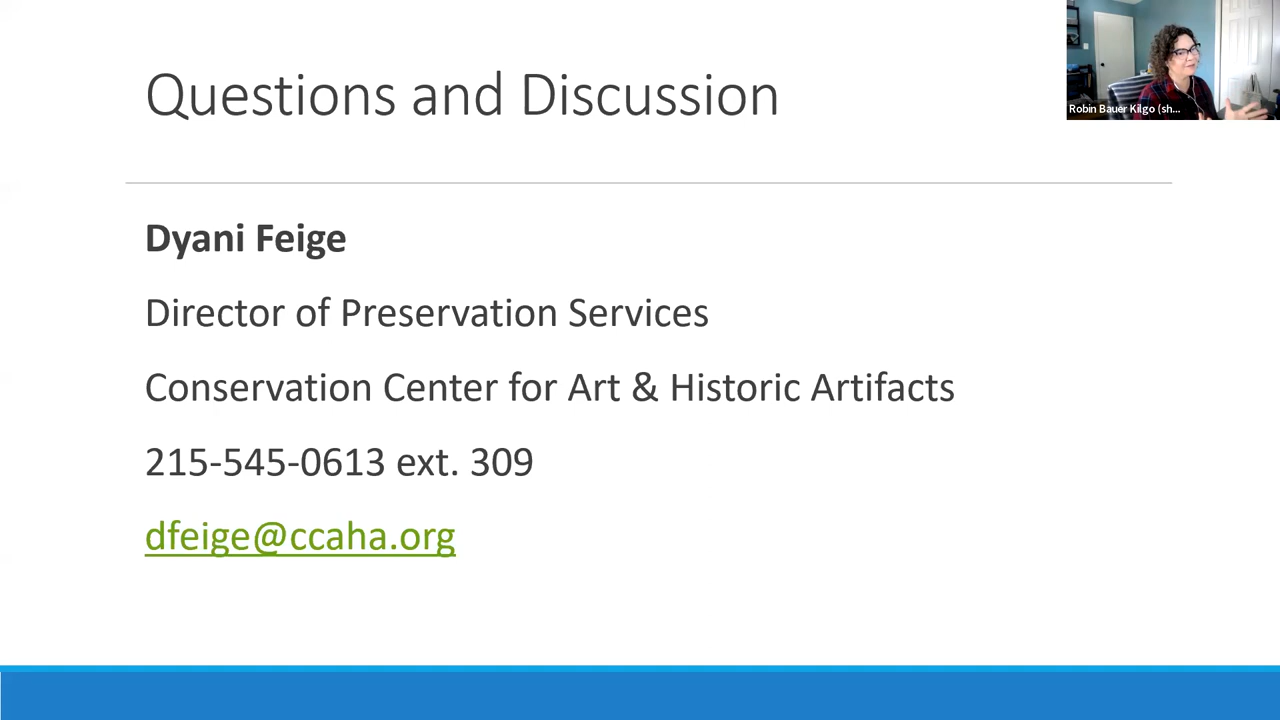 Questions and Discussion
Robin Bauer Kilgo (sh...
Dyani Feige
Director of Preservation Services
Conservation Center for Art & Historic Artifacts
215-545-0613 ext. 309
dfeige@ccaha.org